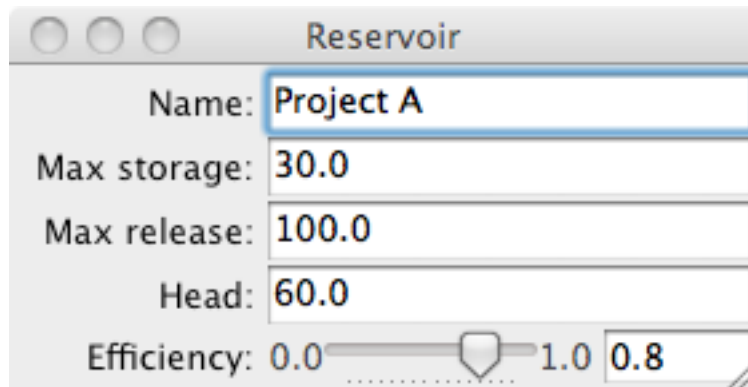 Reservoir
Name: Project A
Max storage: 30.0
Max release: 100.0
Head: 60.0
Efficiency: 0.0 1.0 0.8